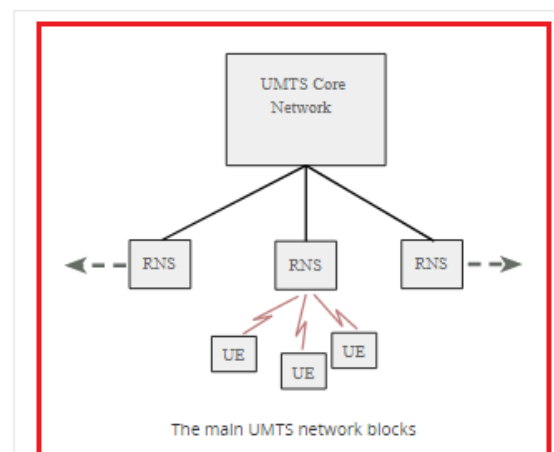 UMTS Core
Network
RNS
RNS
RNS
UE
UE
UE
The main UMTS network blocks